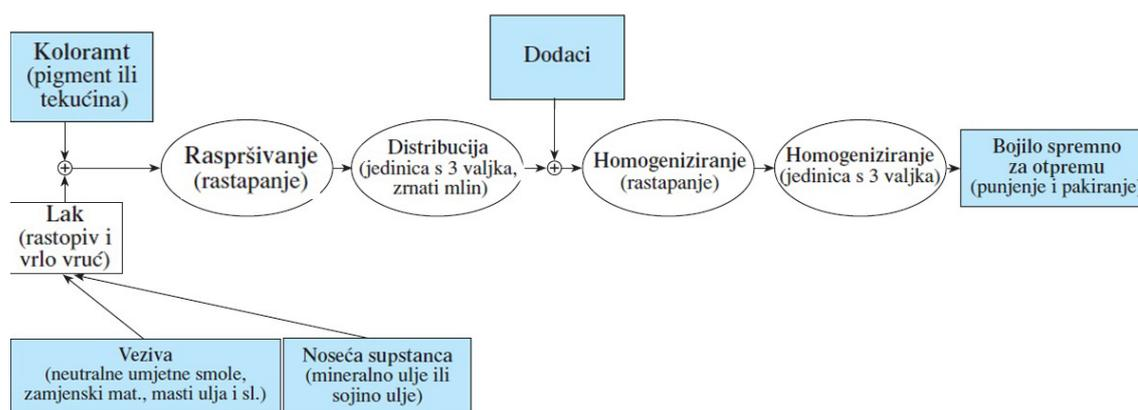 Koloramt
(pigment ili
tekućina)
Dodaci
Raspršivanje
(rastapanje)
Distribucija
(jedinica s 3 valjka,
zrnati mlin)
Homogeniziranje
(rastapanje)
Homogeniziranje
(jedinica s 3 valjka)
Bojilo spremno
za otpremu
(punjenje i pakiranje)
Lak
(rastopiv i
vrlo vruć)
Veziva
(neutralne umjetne smole,
zamjenski mat., masti ulja i sl.)
Noseća supstanca
(mineralno ulje ili
sojino ulje)